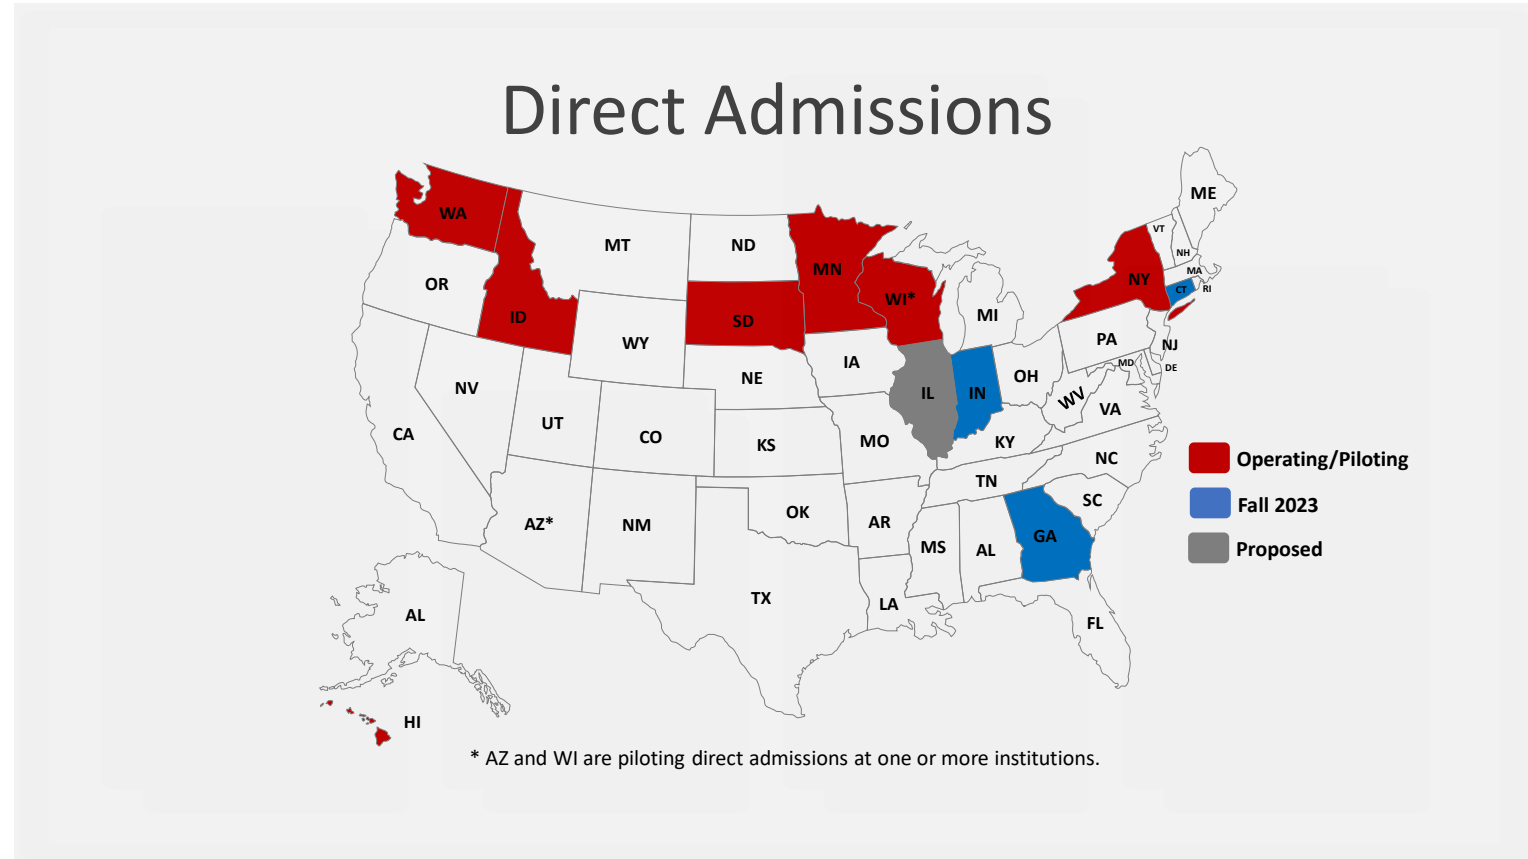 Direct Admissions
ME
WA
VT
MT
ND
NH
MN
MA
NY
OR
CT
RI
WI*
ID
MI
SD
PA
WY
NJ
IA
MD
DE
OH
NE
NV
IL
IN
WV
VA
UT
CA
CO
MO
KY
KS
NC
Operating/Piloting
TN
SC
Fall 2023
OK
AZ*
NM
AR
GA
MS
AL
Proposed
TX
LA
AL
FL
HI
* AZ and WI are piloting direct admissions at one or more institutions.